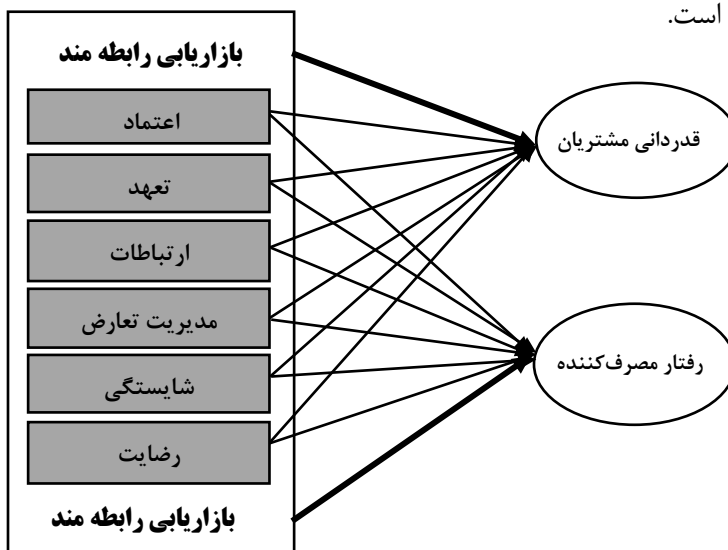 است.
بازاریابی رابطه مند
اعتماد
تعهد
ارتباطات
مدیریت تعارض
شایستگی
رضایت
بازاریابی رابطه مند
قدردانی مشتریان
رفتار مصرف‌کننده